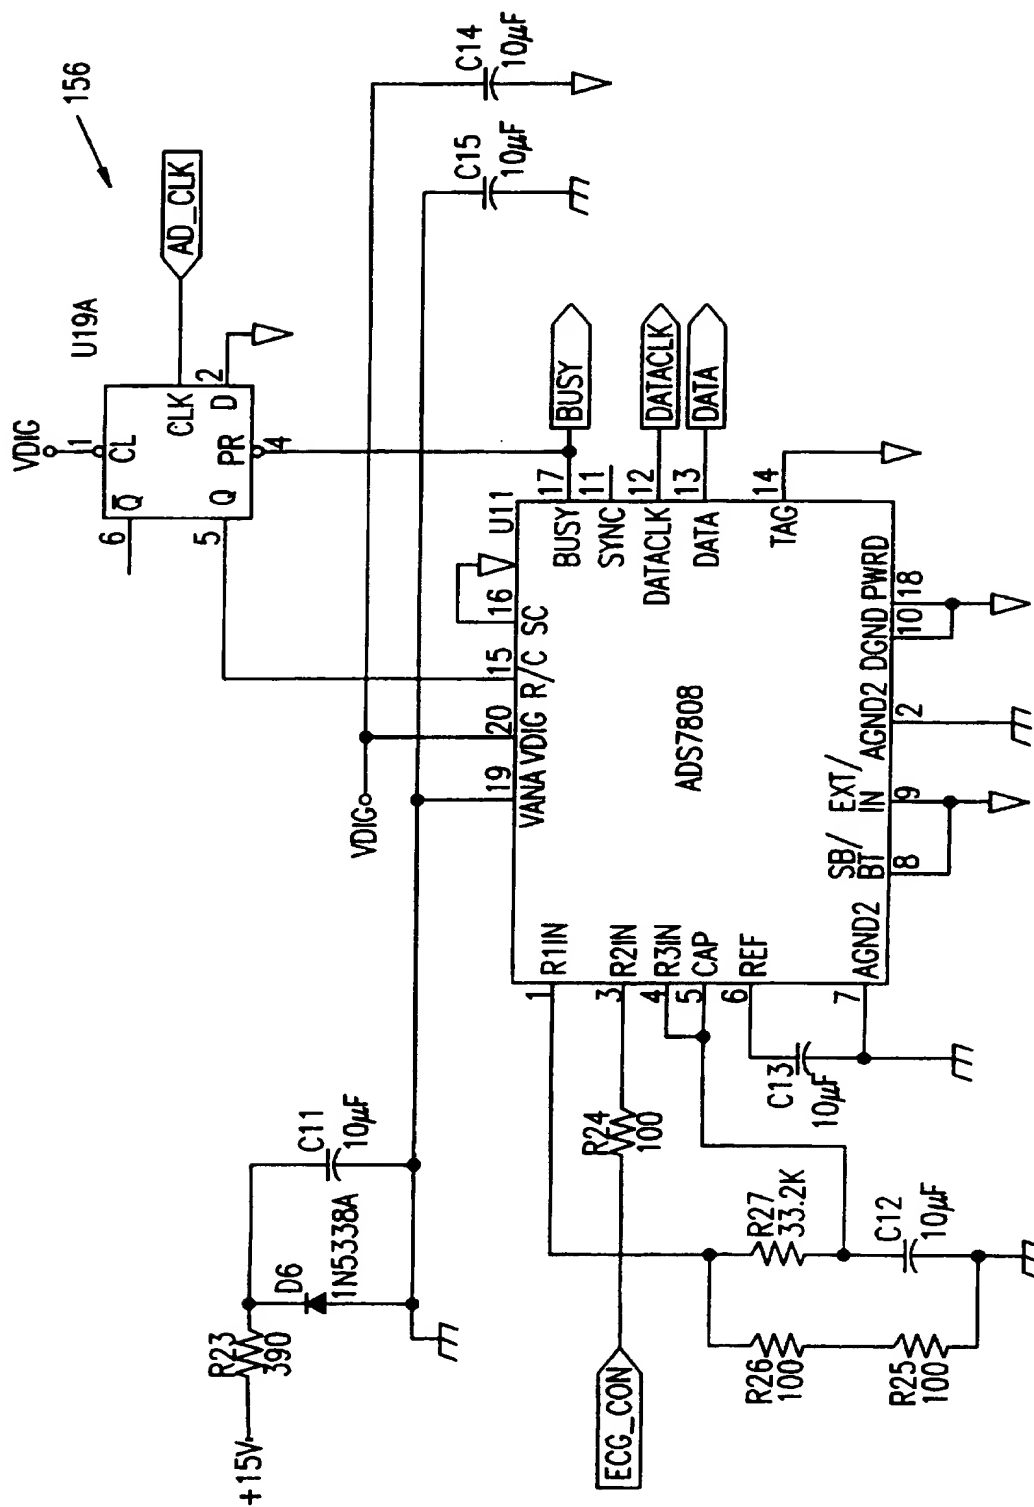 156
VDIG
U19A
AD_CLK
1
CL
CLK
2
D
PR
4
Q̅
Q
6
5
C14
10µF
C15
10µF
VDIG
U11
19
20
15
16
VANA
VDIG
R/C
SC
17
BUSY
BUSY
11
SYNC
12
DATACLK
DATACLK
13
DATA
DATA
14
TAG
ADS7808
1
R1IN
3
R2IN
4
R3IN
5
CAP
6
REF
7
AGND2
SB/
BT
8
EXT/
IN
9
AGND2
2
DGND
10
PWRD
18
+15V
R23
390
D6
1N5338A
C11
10µF
ECG_CON
R24
100
C13
10µF
R26
100
R25
100
R27
33.2K
C12
10µF